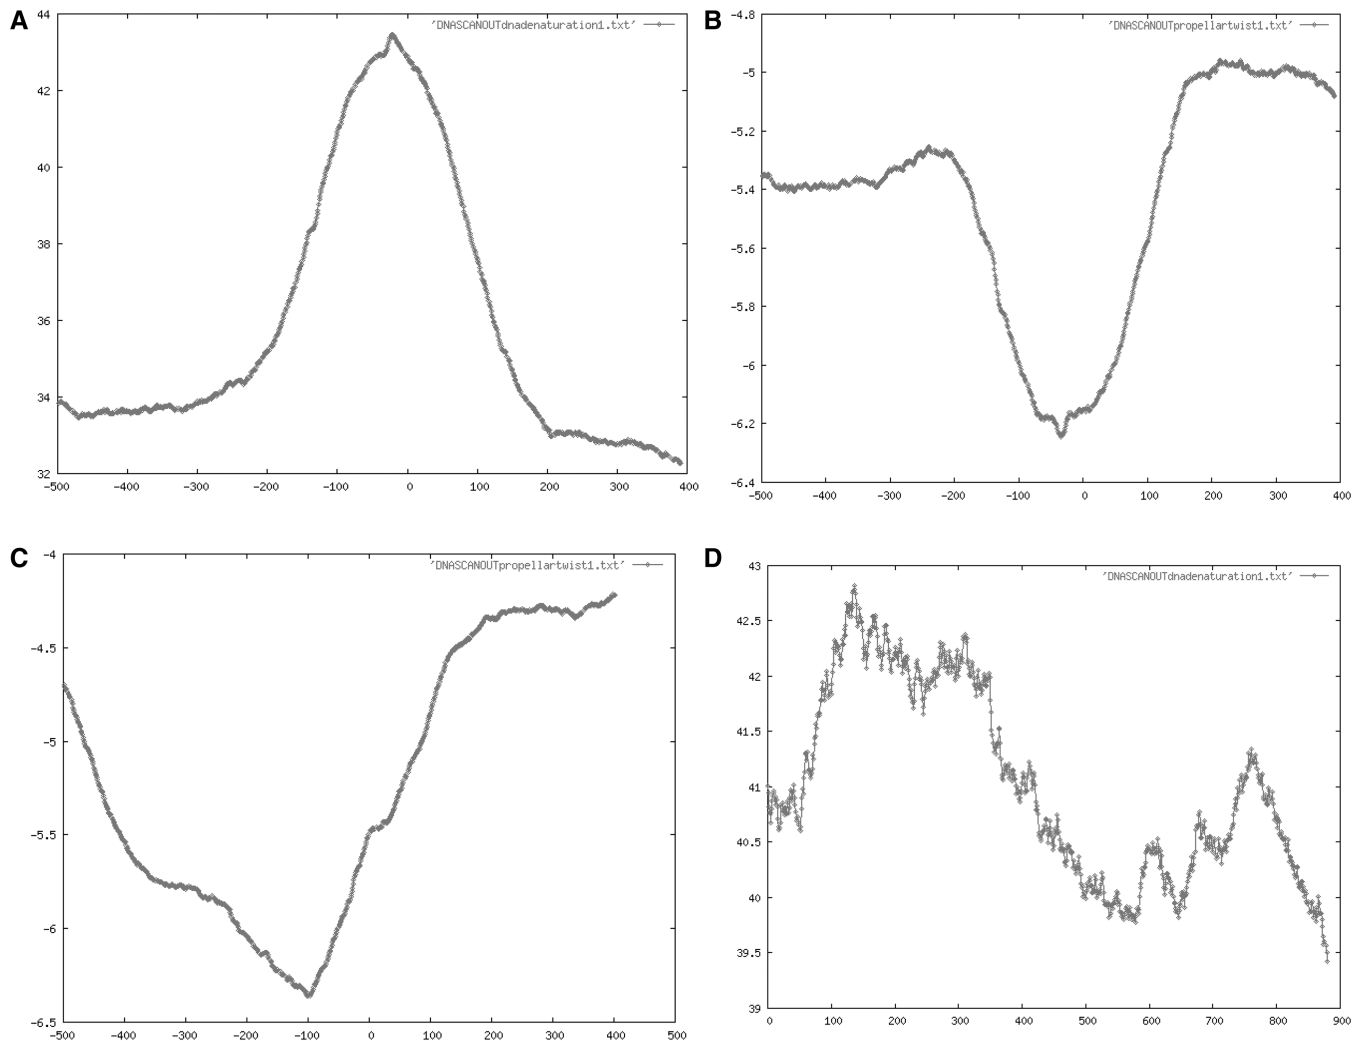 A
'DNASCANOUTdnadenaturation1.txt'
44
42
40
38
36
34
32
-500 -400 -300 -200 -100 0 100 200 300 400
B
'DNASCANOUTpropellartwist1.txt'
-4.8
-5
-5.2
-5.4
-5.6
-5.8
-6
-6.2
-6.4
-500 -400 -300 -200 -100 0 100 200 300 400
C
'DNASCANOUTpropellartwist1.txt'
-4
-4.5
-5
-5.5
-6
-6.5
-500 -400 -300 -200 -100 0 100 200 300 400 500
D
'DNASCANOUTdnadenaturation1.txt'
43
42.5
42
41.5
41
40.5
40
39.5
39
0 100 200 300 400 500 600 700 800 900